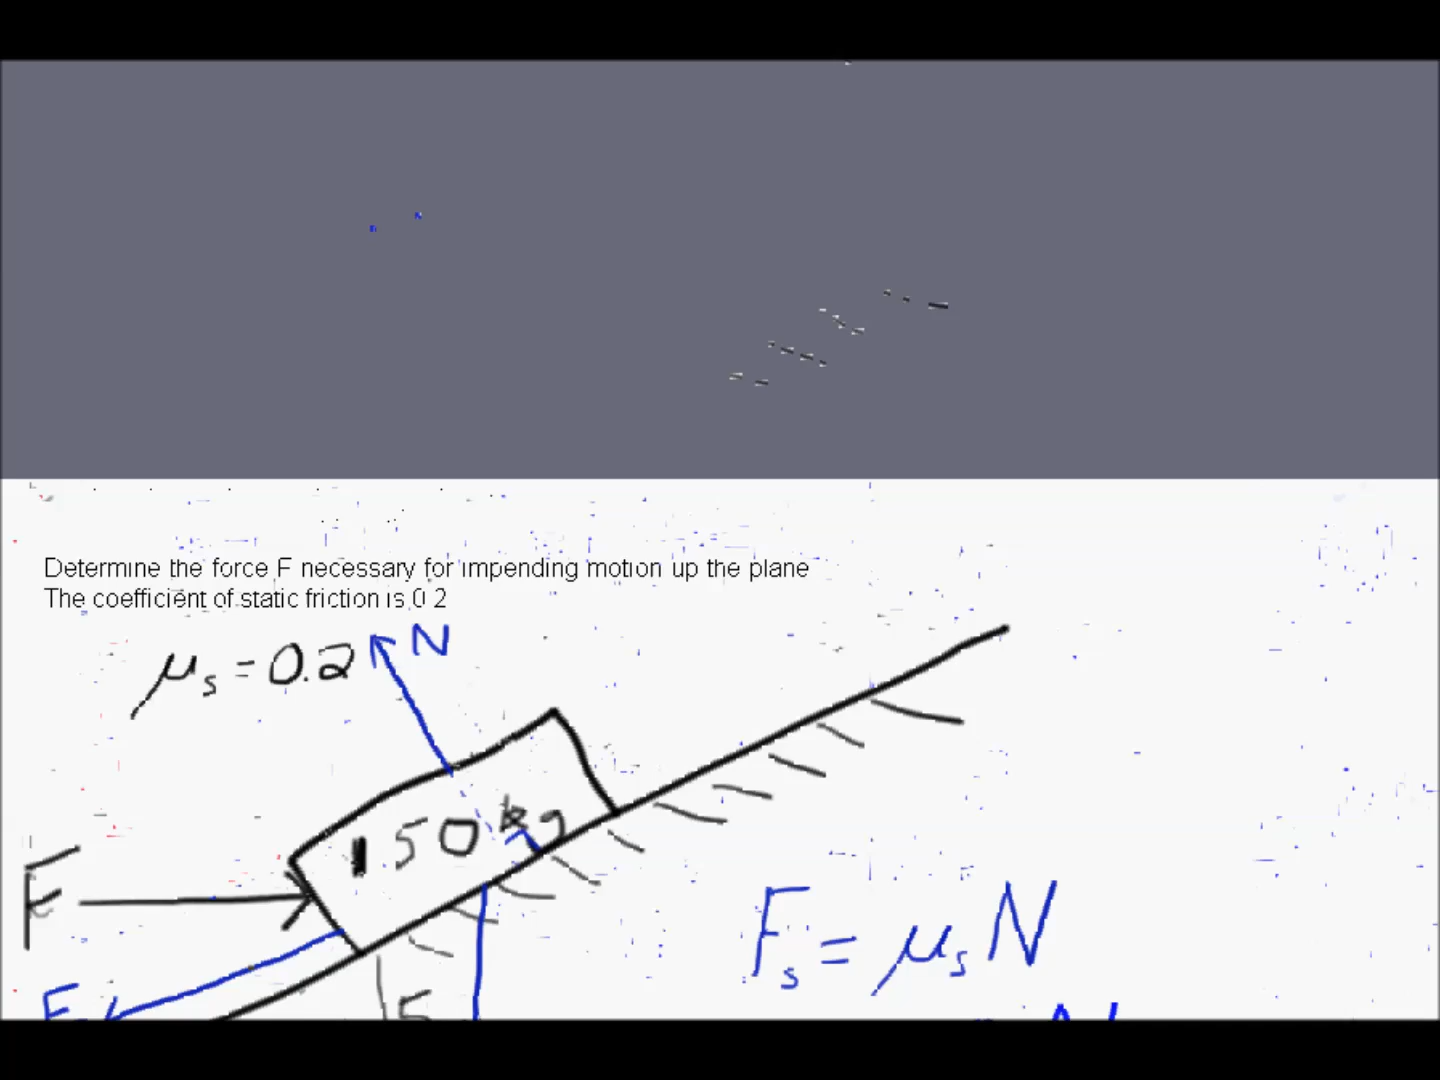 Determine the force F necessary for impending motion up the plane
The coefficient of static friction is 0.2
μs = 0.2
N
150 kg
F
Fs = μs N
F